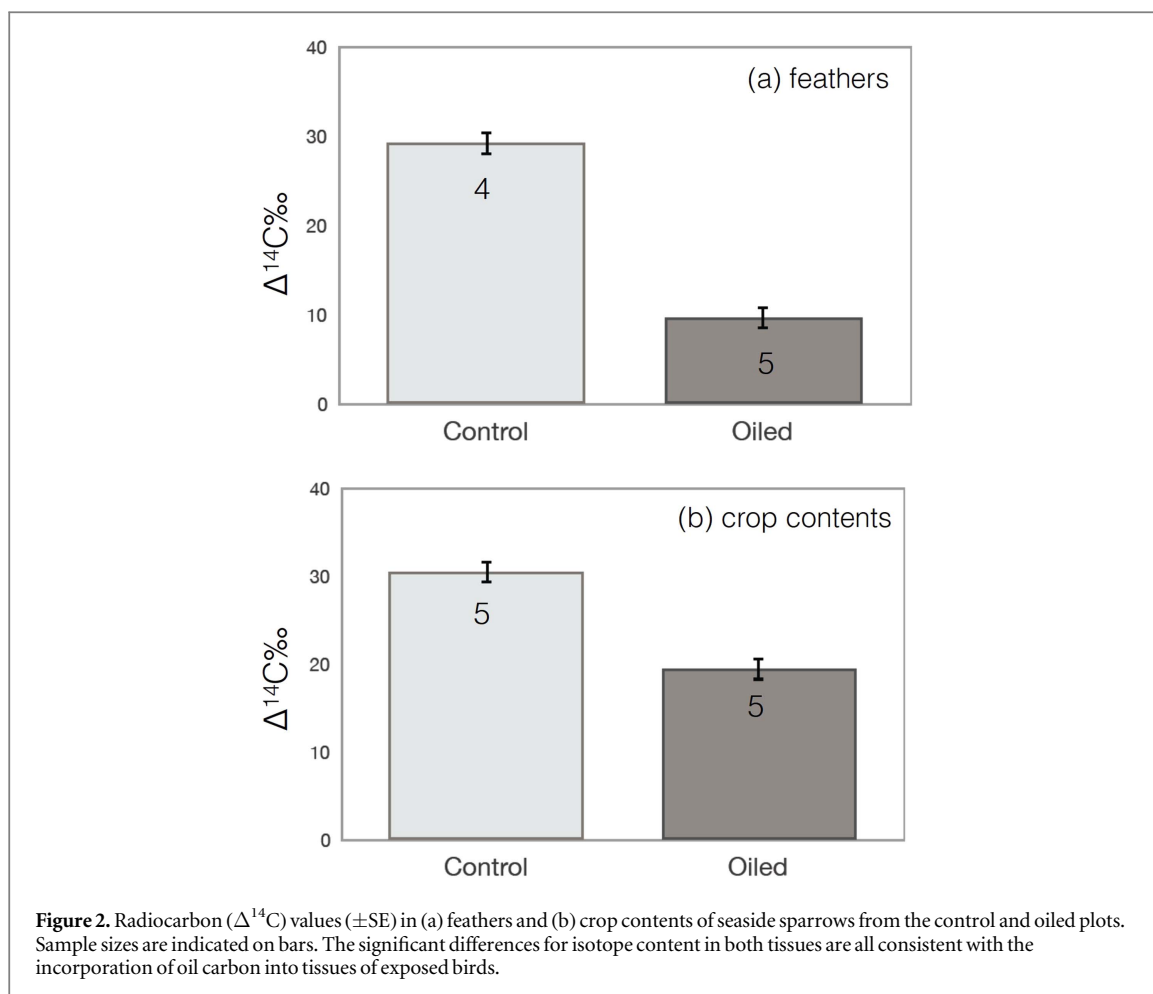 40
(a) feathers
30
4
20
Δ¹⁴C‰
10
5
0
Control Oiled
40
(b) crop contents
30
5
20
Δ¹⁴C‰
5
10
0
Control Oiled
Figure 2. Radiocarbon (Δ¹⁴C) values (±SE) in (a) feathers and (b) crop contents of seaside sparrows from the control and oiled plots.
Sample sizes are indicated on bars. The significant differences for isotope content in both tissues are all consistent with the
incorporation of oil carbon into tissues of exposed birds.